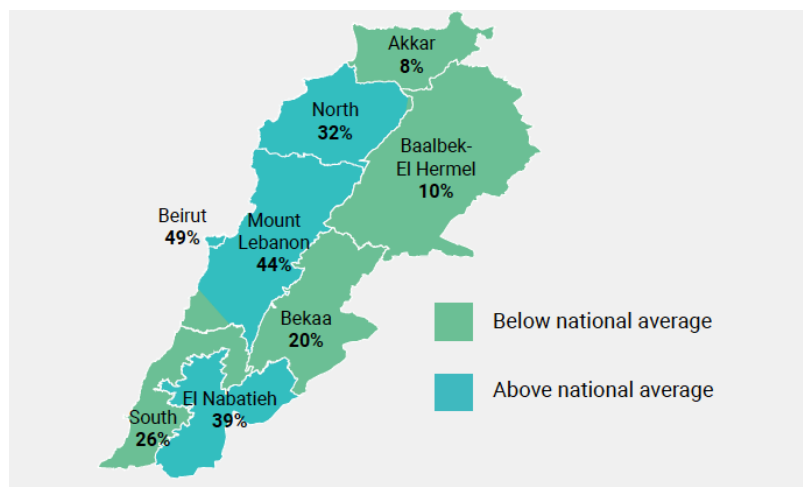 Akkar
8%
North
32%
Baalbek-
El Hermel
10%
Beirut
49%
Mount
Lebanon
44%
Bekaa
20%
Below national average
Above national average
El Nabatieh
39%
South
26%